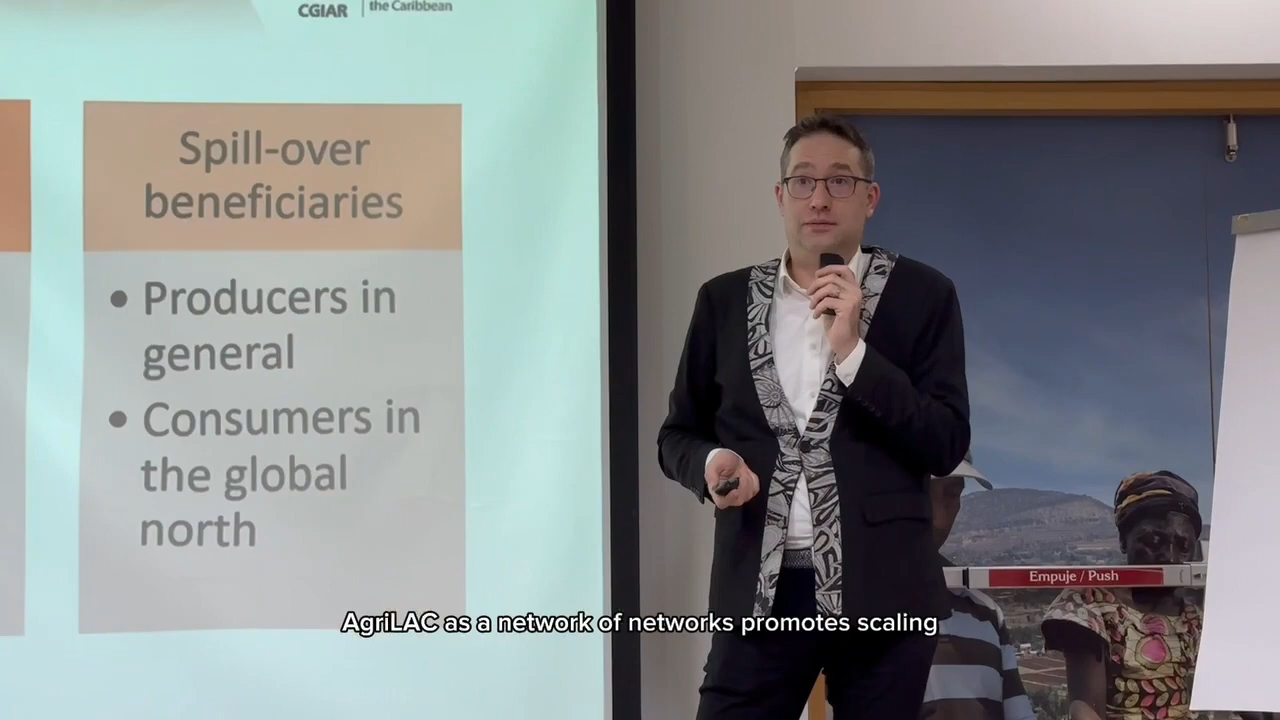 CGIAR
the Caribbean
Spill-over
beneficiaries
• Producers in
general
• Consumers in
the global
north
Empuje / Push
AgriLAC as a network of networks promotes scaling